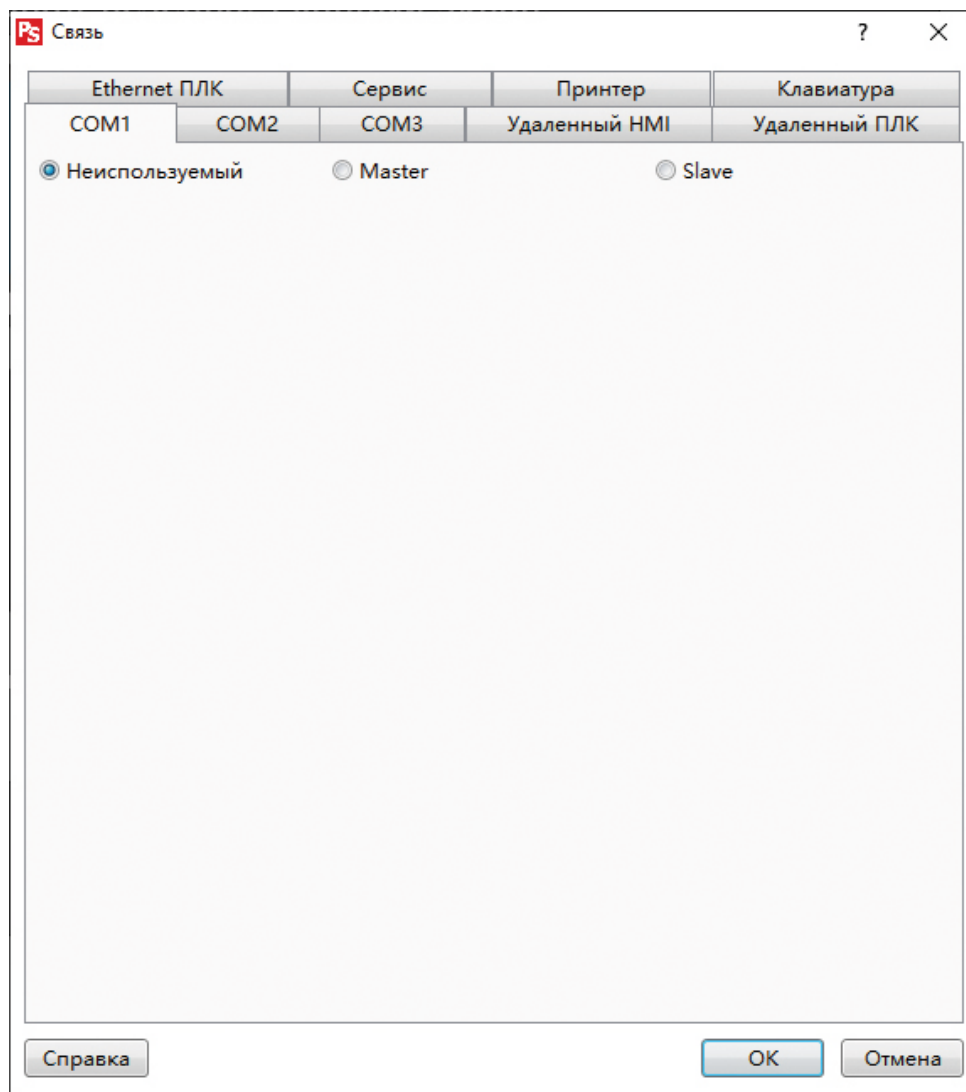 PS Связь ? X
Ethernet ПЛК Сервис Принтер Клавиатура
COM1 COM2 COM3 Удаленный HMI Удаленный ПЛК
Неиспользуемый Master Slave
Справка OK Отмена